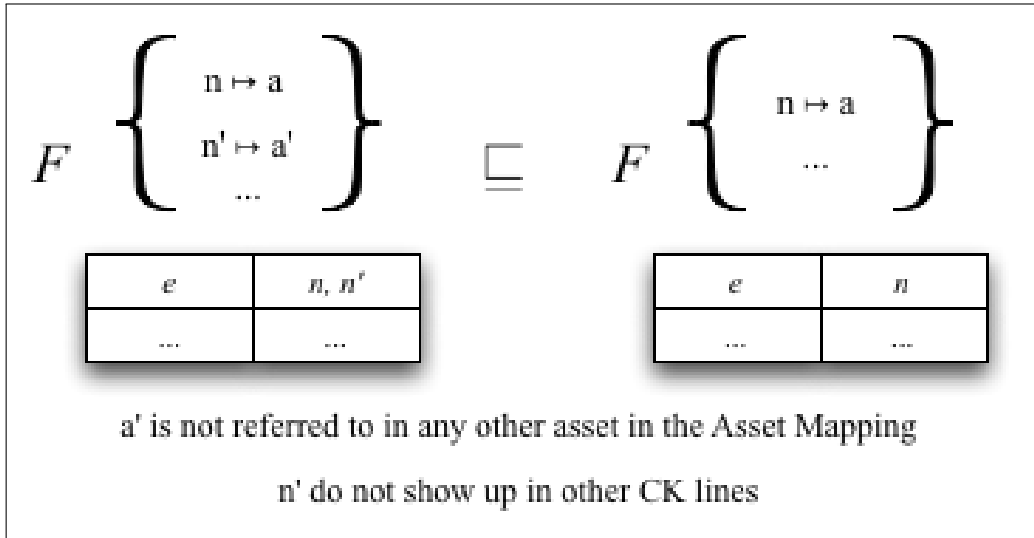 n ↦ a
n' ↦ a'
...
F
⊑
n ↦ a
...
F
e n, n'
... ...
e n
... ...
a' is not referred to in any other asset in the Asset Mapping
n' do not show up in other CK lines